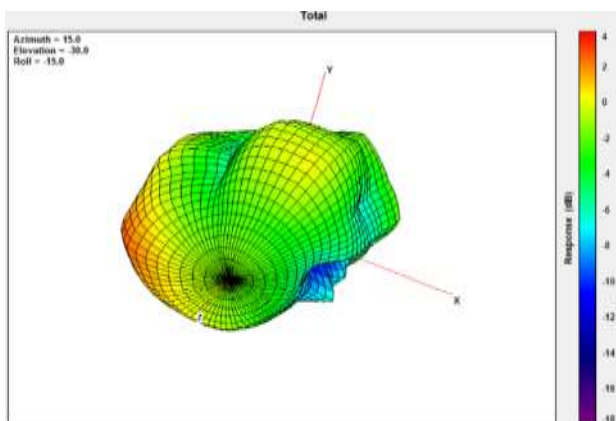 Total
Azimuth = 15.0
Elevation = -30.0
Roll = -15.0
Y
X
4
2
0
-2
-4
-6
-8
-10
-12
-14
-16
-18
Response (dB)